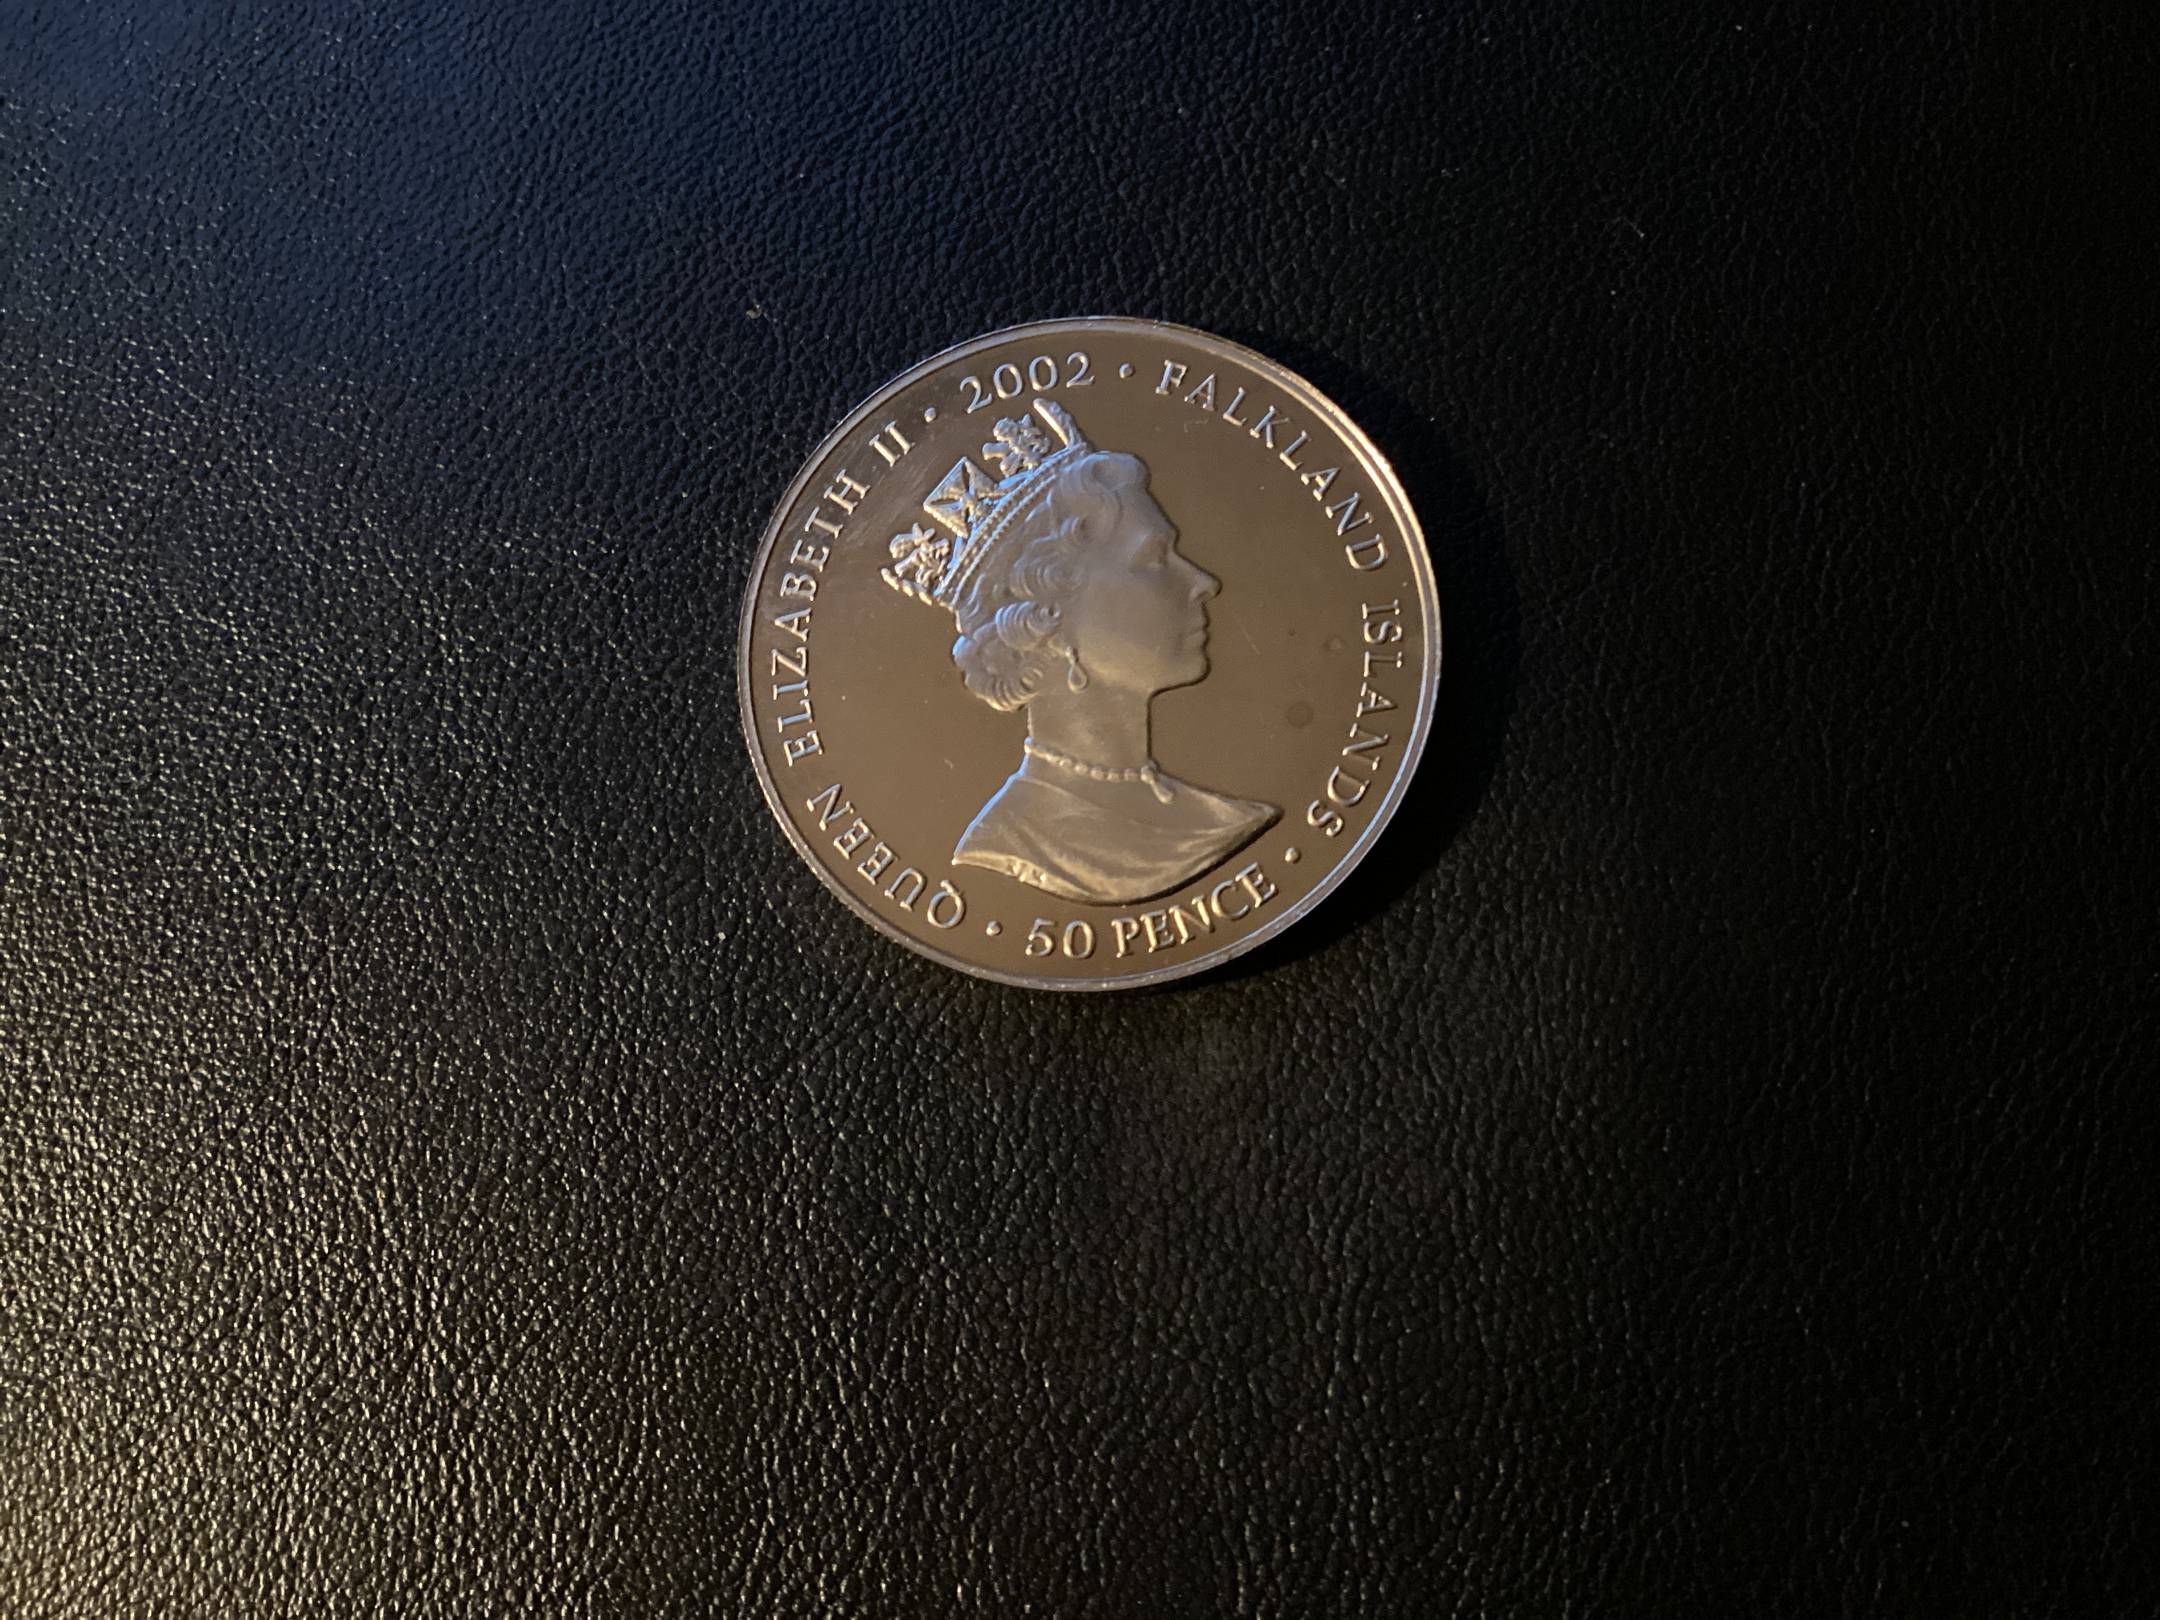 QUEEN ELIZABETH II • 2002 • FALKLAND ISLANDS •
50 PENCE •